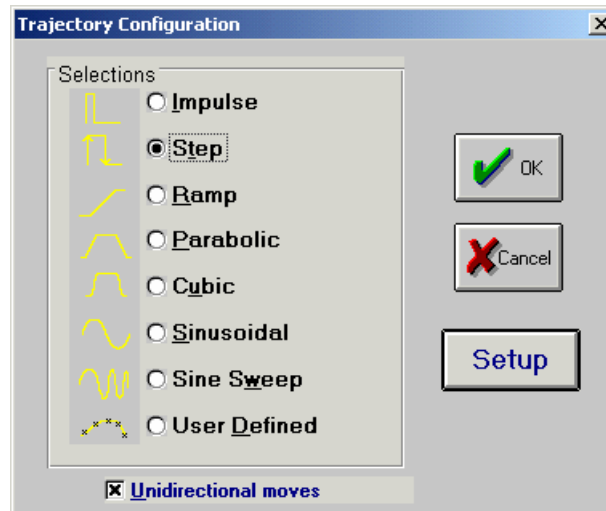 Trajectory Configuration
Selections
Impulse
Step
Ramp
Parabolic
Cubic
Sinusoidal
Sine Sweep
User Defined
OK
Cancel
Setup
Unidirectional moves